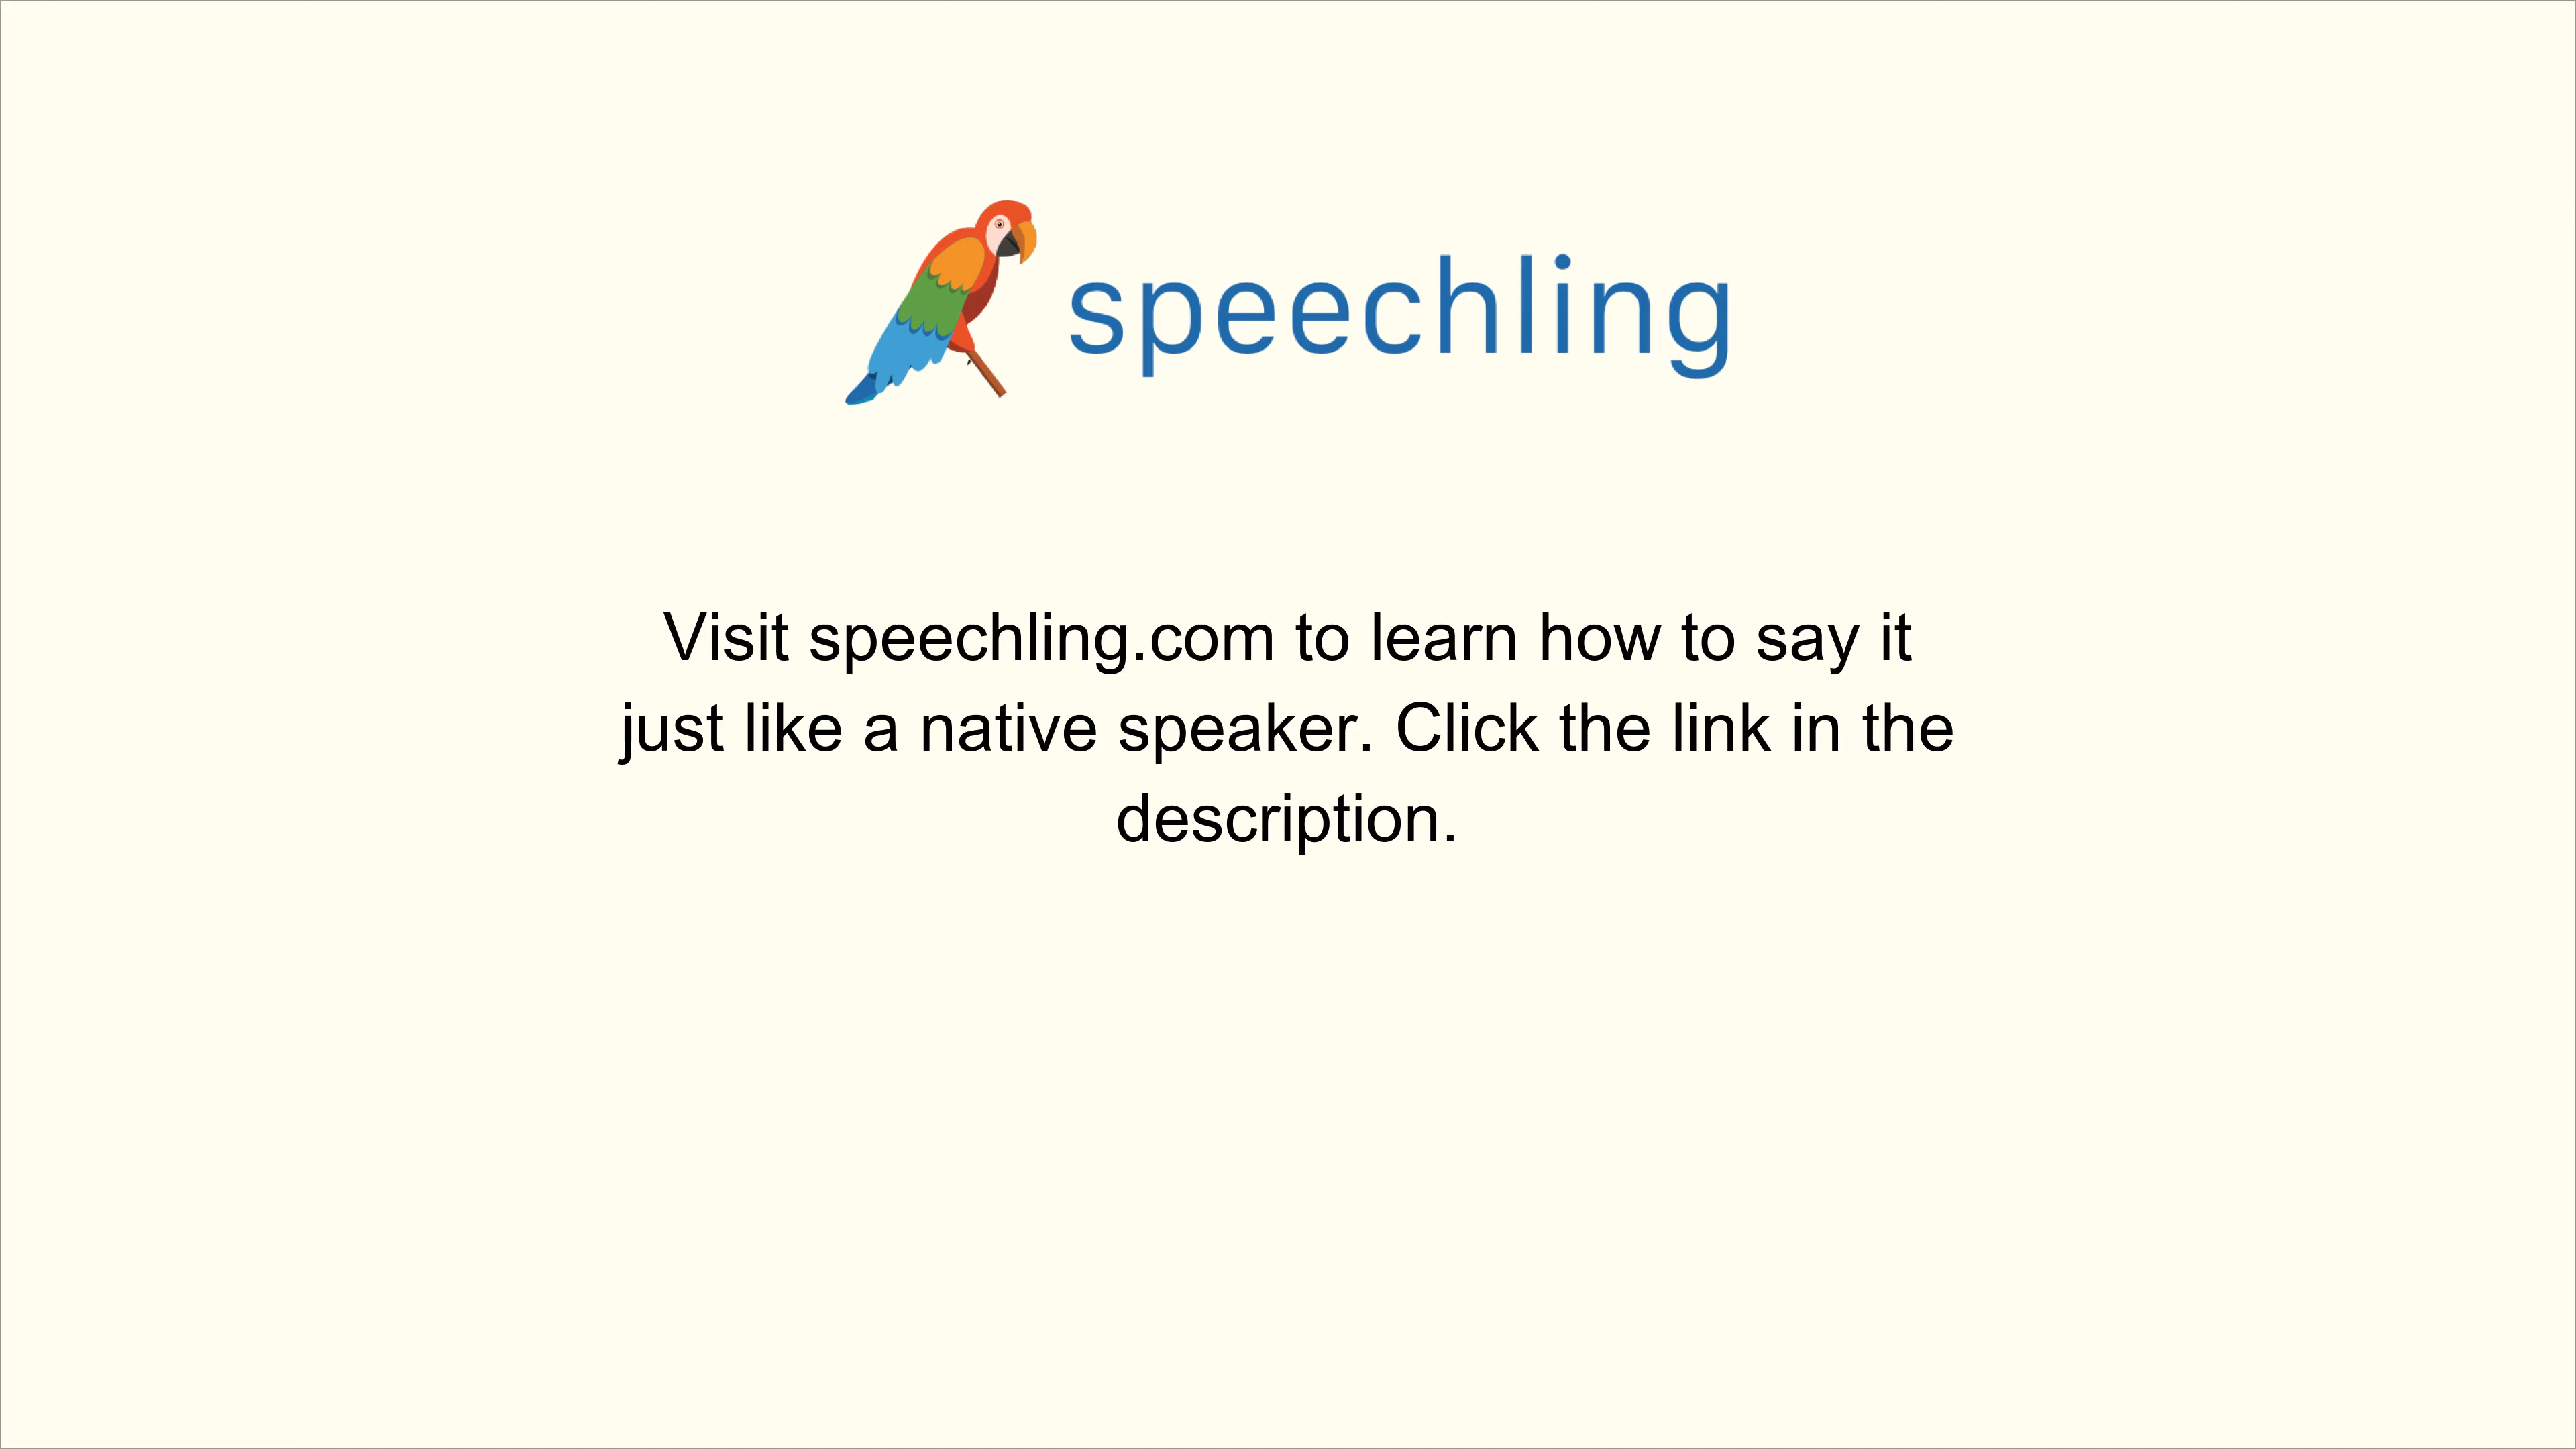 speechling
Visit speechling.com to learn how to say it
just like a native speaker. Click the link in the
description.